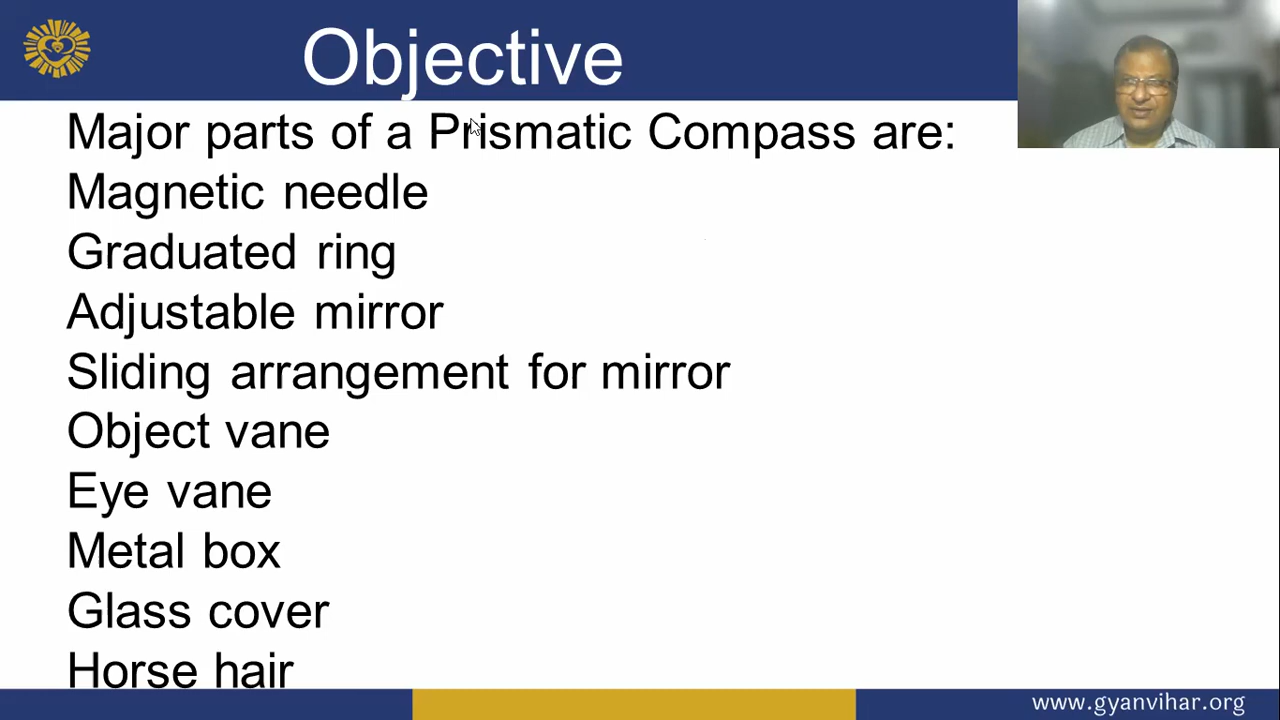 Objective
Major parts of a Prismatic Compass are:
Magnetic needle
Graduated ring
Adjustable mirror
Sliding arrangement for mirror
Object vane
Eye vane
Metal box
Glass cover
Horse hair
www.gyanvihar.org